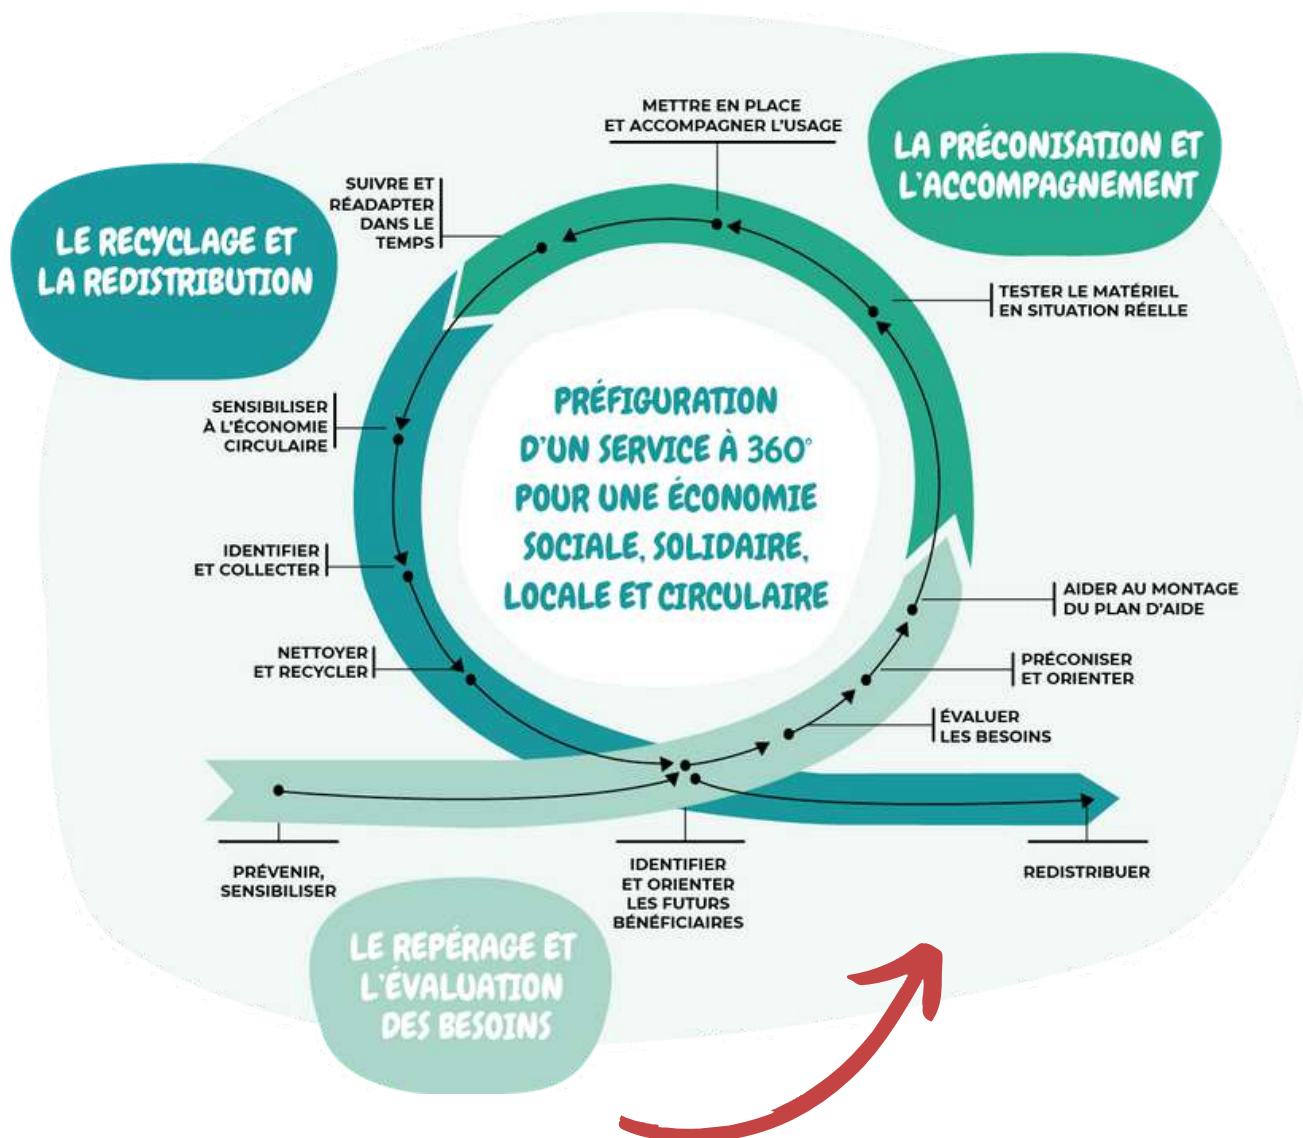 METTRE EN PLACE
ET ACCOMPAGNER L'USAGE
LA PRÉCONISATION ET
L'ACCOMPAGNEMENT
SUIVRE ET
RÉADAPTER
DANS LE
TEMPS
LE RECYCLAGE ET
LA REDISTRIBUTION
TESTER LE MATÉRIEL
EN SITUATION RÉELLE
SENSIBILISER
À L'ÉCONOMIE
CIRCULAIRE
PRÉFIGURATION
D'UN SERVICE À 360°
POUR UNE ÉCONOMIE
SOCIALE, SOLIDAIRE,
LOCALE ET CIRCULAIRE
IDENTIFIER
ET COLLECTER
AIDER AU MONTAGE
DU PLAN D'AIDE
NETTOYER
ET RECYCLER
PRÉCONISER
ET ORIENTER
ÉVALUER
LES BESOINS
PRÉVENIR,
SENSIBILISER
IDENTIFIER
ET ORIENTER
LES FUTURS
BÉNÉFICIAIRES
REDISTRIBUER
LE REPÉRAGE ET
L'ÉVALUATION
DES BESOINS